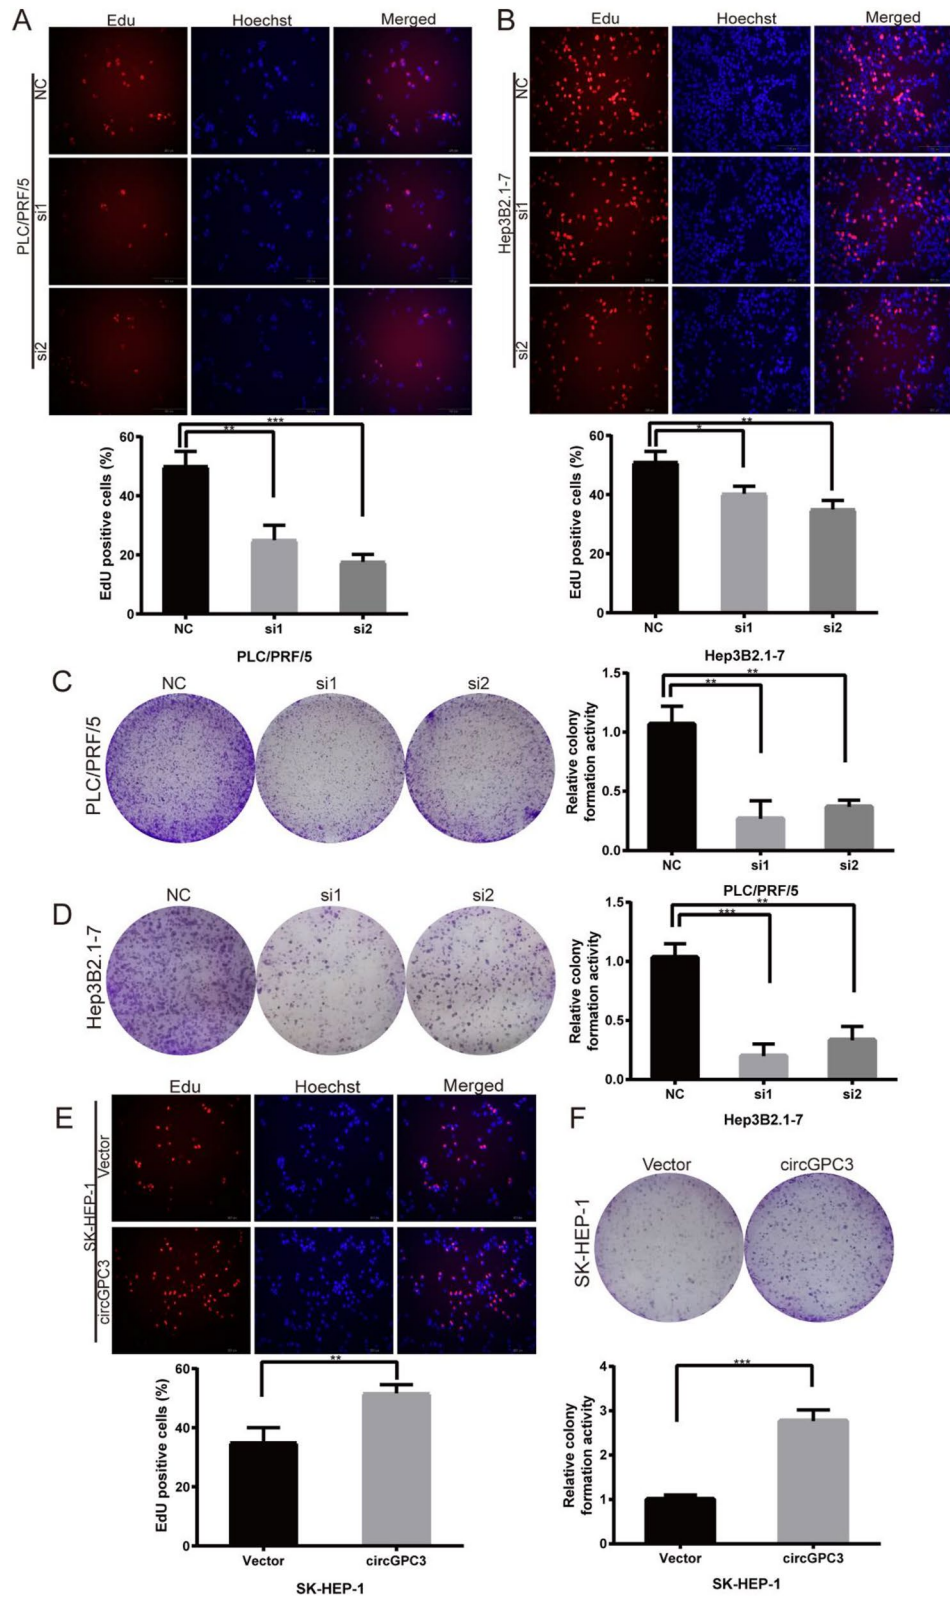 A
Edu
Hoechst
Merged
PLC/PRF/5
NC
si1
si2
EdU positive cells (%)
60
40
20
0
***
**
NC
si1
si2
PLC/PRF/5
B
Edu
Hoechst
Merged
Hep3B2.1-7
NC
si1
si2
EdU positive cells (%)
60
40
20
0
**
*
NC
si1
si2
Hep3B2.1-7
C
NC
si1
si2
PLC/PRF/5
Relative colony
formation activity
1.5
1.0
0.5
0.0
**
**
NC
si1
si2
PLC/PRF/5
D
NC
si1
si2
Hep3B2.1-7
Relative colony
formation activity
1.5
1.0
0.5
0.0
**
***
NC
si1
si2
Hep3B2.1-7
E
Edu
Hoechst
Merged
SK-HEP-1
Vector
circGPC3
EdU positive cells (%)
60
40
20
0
**
Vector
circGPC3
SK-HEP-1
F
Vector
circGPC3
SK-HEP-1
Relative colony
formation activity
4
3
2
1
0
***
Vector
circGPC3
SK-HEP-1